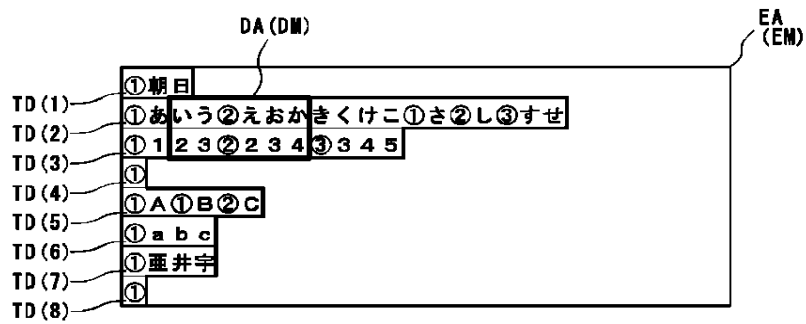 DA(DM)
EA
(EM)
TD(1)
①朝日
TD(2)
①あいう②えおかきくけこ①さ②し③すせ
TD(3)
①123②234③345
TD(4)
①
TD(5)
①A①B②C
TD(6)
①abc
TD(7)
①亜井宇
TD(8)
①